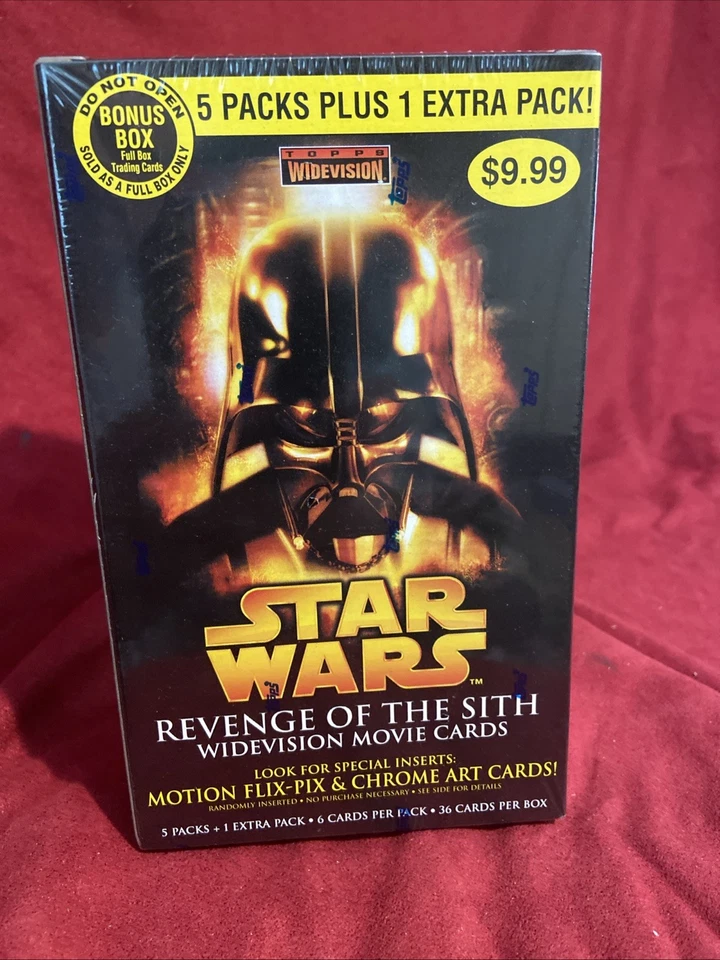 DO NOT OPEN
BONUS
BOX
Full Box
Trading Cards
SOLD AS A FULL BOX ONLY
5 PACKS PLUS 1 EXTRA PACK!
TOPPS
WIDEVISION
$9.99
TOPPS
TOPPS
STAR
WARS™
REVENGE OF THE SITH
WIDEVISION MOVIE CARDS
LOOK FOR SPECIAL INSERTS:
MOTION FLIX-PIX & CHROME ART CARDS!
RANDOMLY INSERTED • NO PURCHASE NECESSARY • SEE SIDE FOR DETAILS
5 PACKS + 1 EXTRA PACK • 6 CARDS PER PACK • 36 CARDS PER BOX